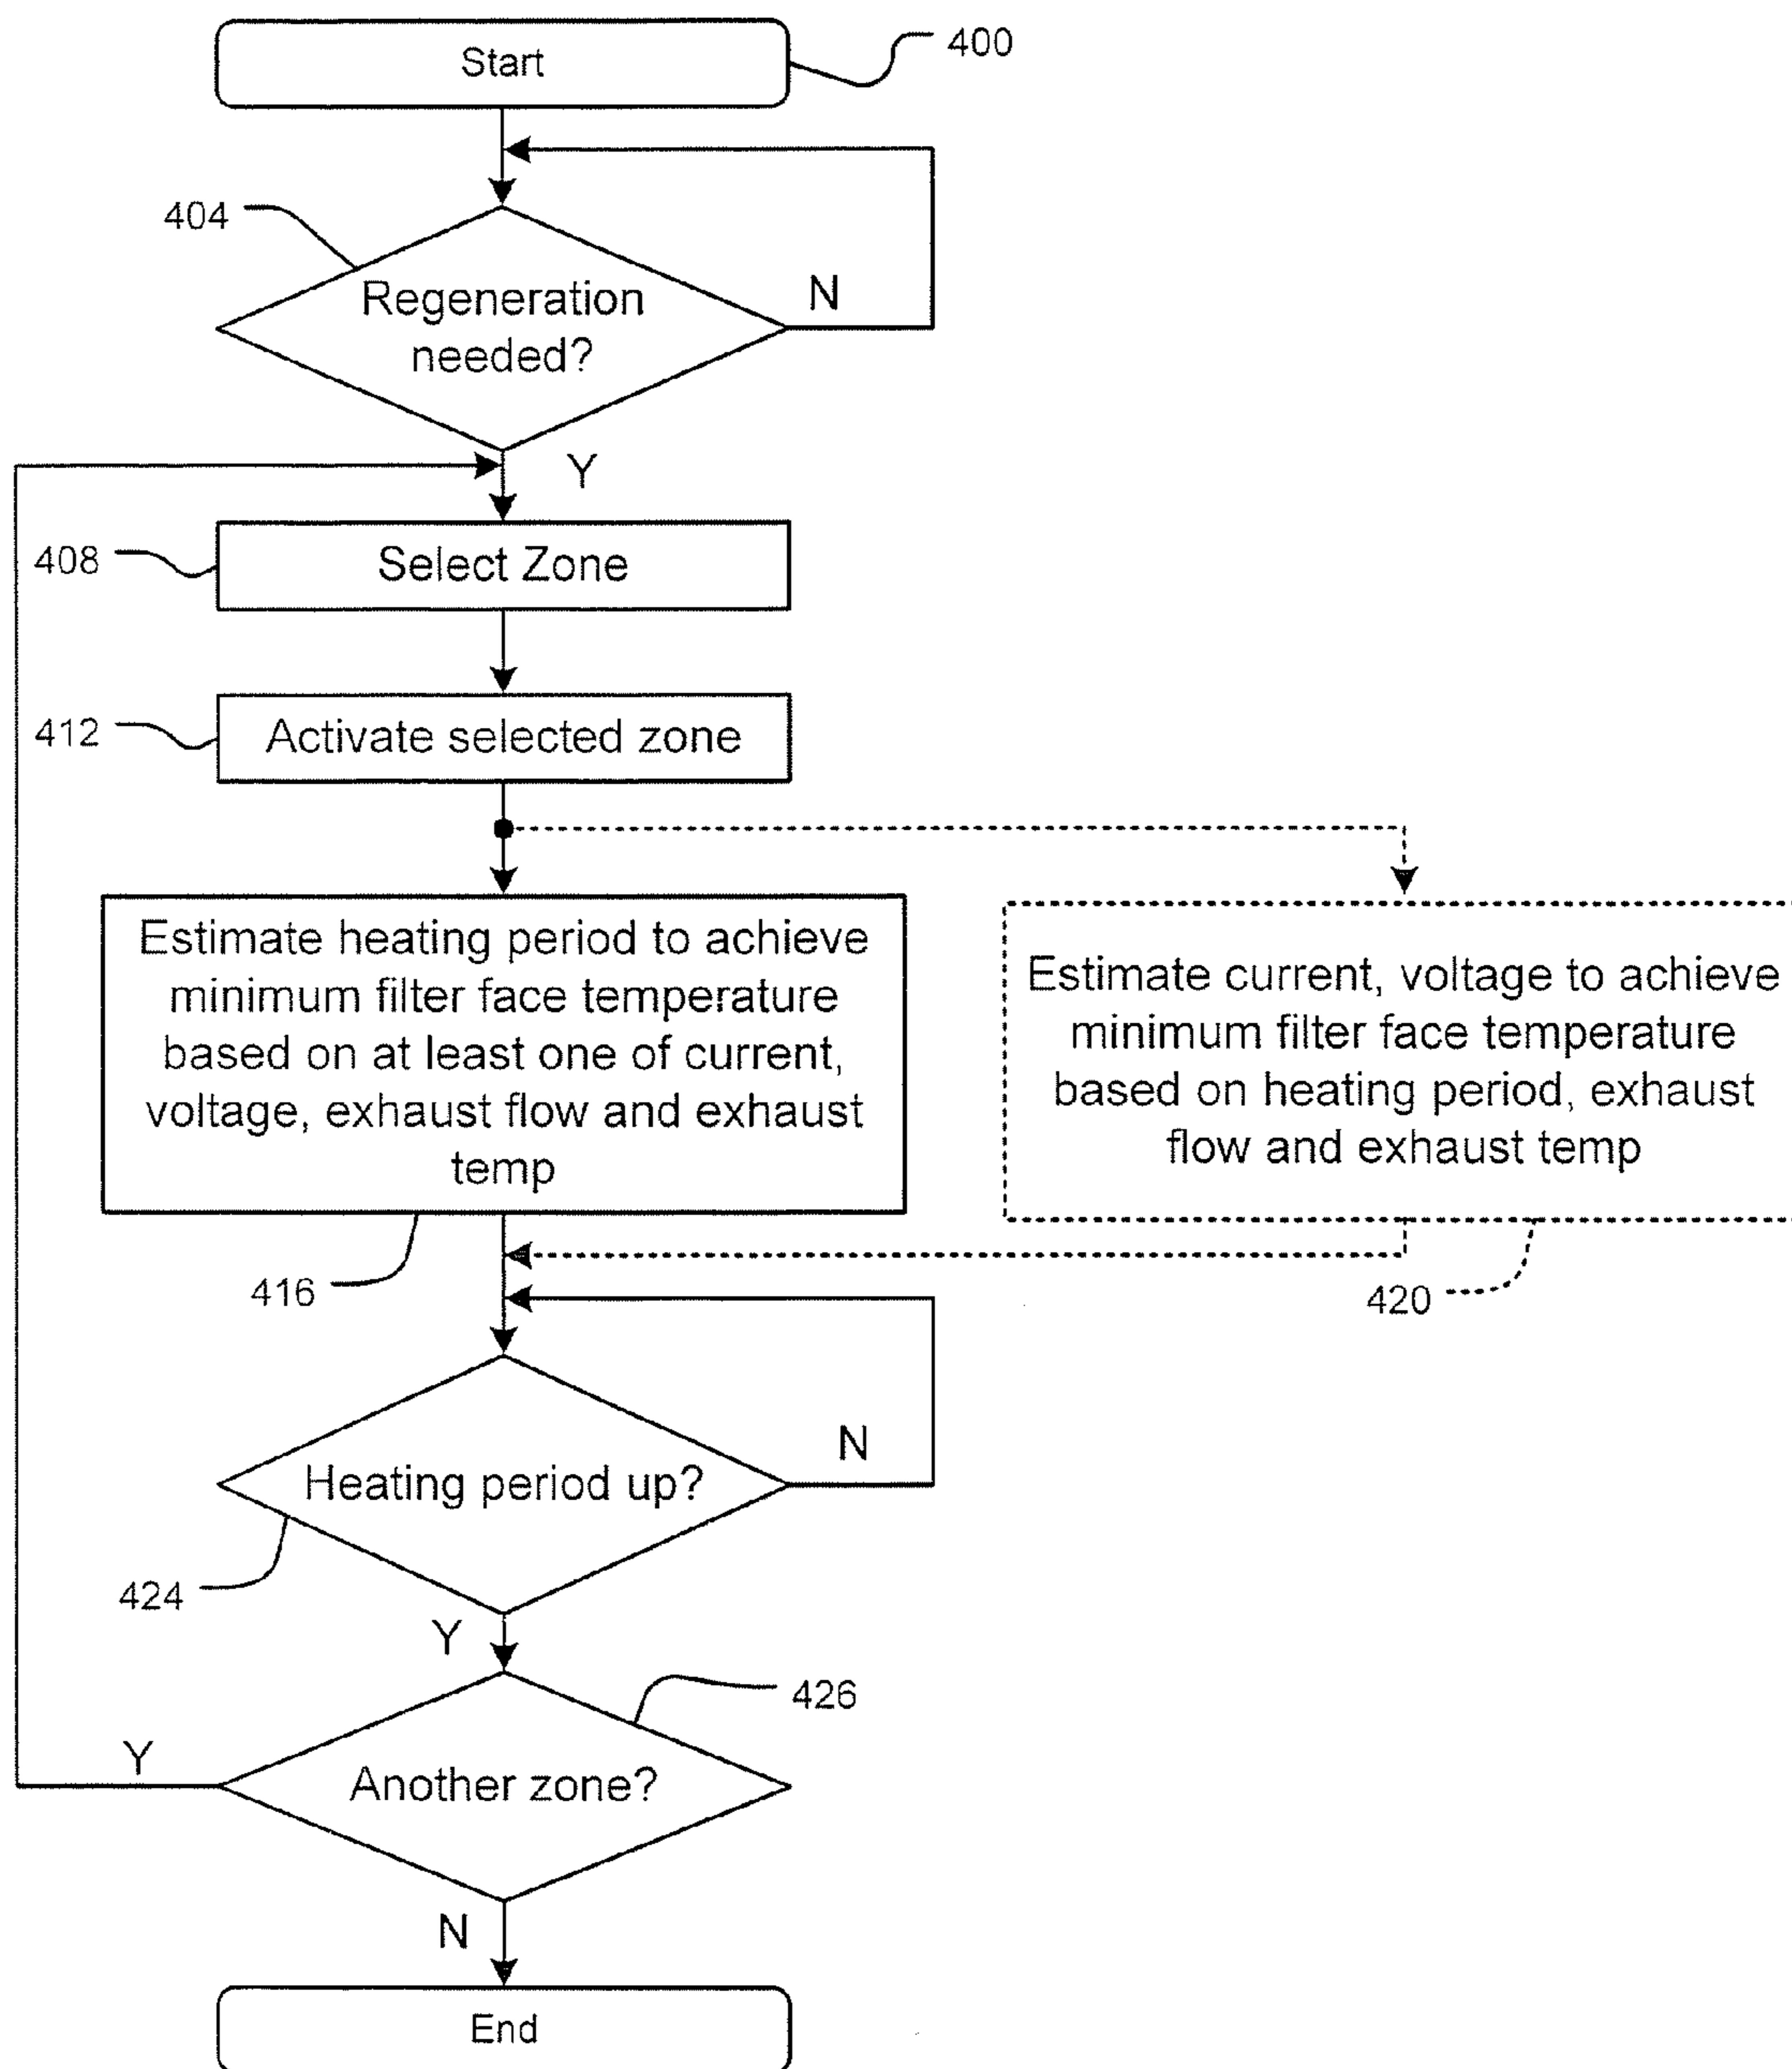 Start
400
404
Regeneration
needed?
N
Y
408
Select Zone
412
Activate selected zone
Estimate heating period to achieve
minimum filter face temperature
based on at least one of current,
voltage, exhaust flow and exhaust
temp
416
Estimate current, voltage to achieve
minimum filter face temperature
based on heating period, exhaust
flow and exhaust temp
420
Heating period up?
N
424
Y
426
Another zone?
Y
N
End